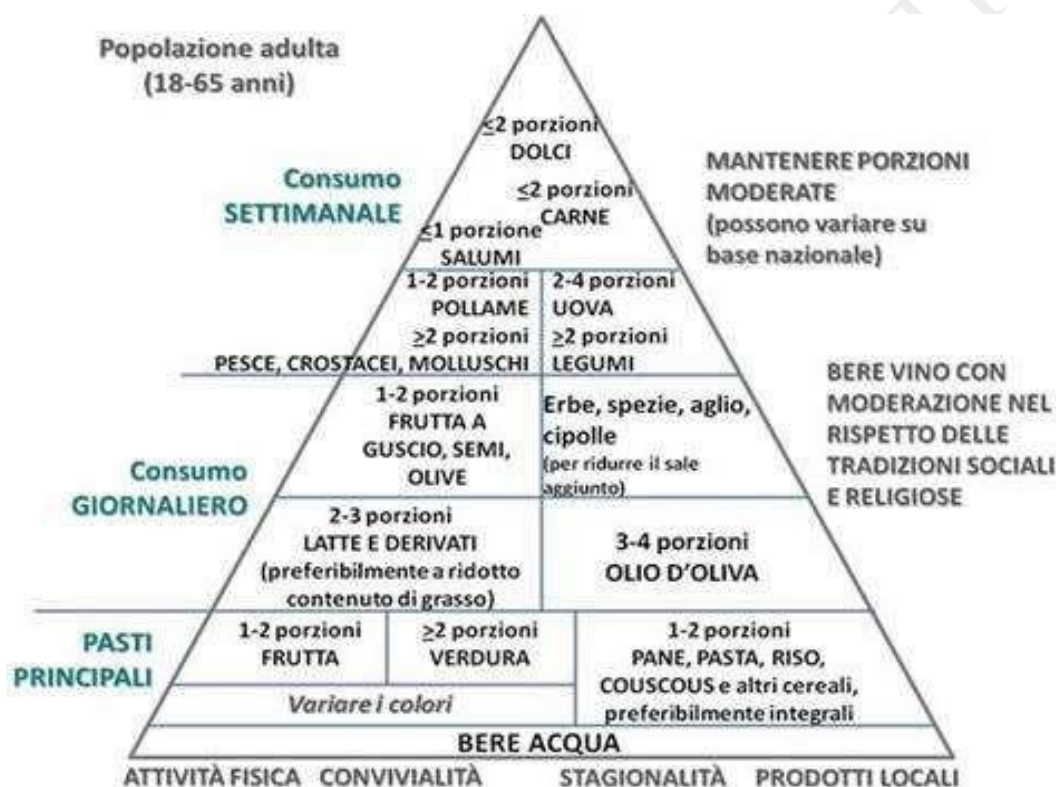 Popolazione adulta
(18-65 anni)
≤2 porzioni
DOLCI
Consumo
SETTIMANALE
≤2 porzioni
CARNE
≤1 porzione
SALUMI
MANTENERE PORZIONI
MODERATE
(possono variare su
base nazionale)
1-2 porzioni
POLLAME
≥2 porzioni
PESCE, CROSTACEI, MOLLUSCHI
2-4 porzioni
UOVA
≥2 porzioni
LEGUMI
BERE VINO CON
MODERAZIONE NEL
RISPETTO DELLE
TRADIZIONI SOCIALI
E RELIGIOSE
Consumo
GIORNALIERO
1-2 porzioni
FRUTTA A
GUSCIO, SEMI,
OLIVE
Erbe, spezie, aglio,
cipolle
(per ridurre il sale
aggiunto)
2-3 porzioni
LATTE E DERIVATI
(preferibilmente a ridotto
contenuto di grasso)
3-4 porzioni
OLIO D'OLIVA
PASTI
PRINCIPALI
1-2 porzioni
FRUTTA
≥2 porzioni
VERDURA
Variare i colori
1-2 porzioni
PANE, PASTA, RISO,
COUSCOUS e altri cereali,
preferibilmente integrali
BERE ACQUA
ATTIVITÀ FISICA CONVIVIALITÀ STAGIONALITÀ PRODOTTI LOCALI